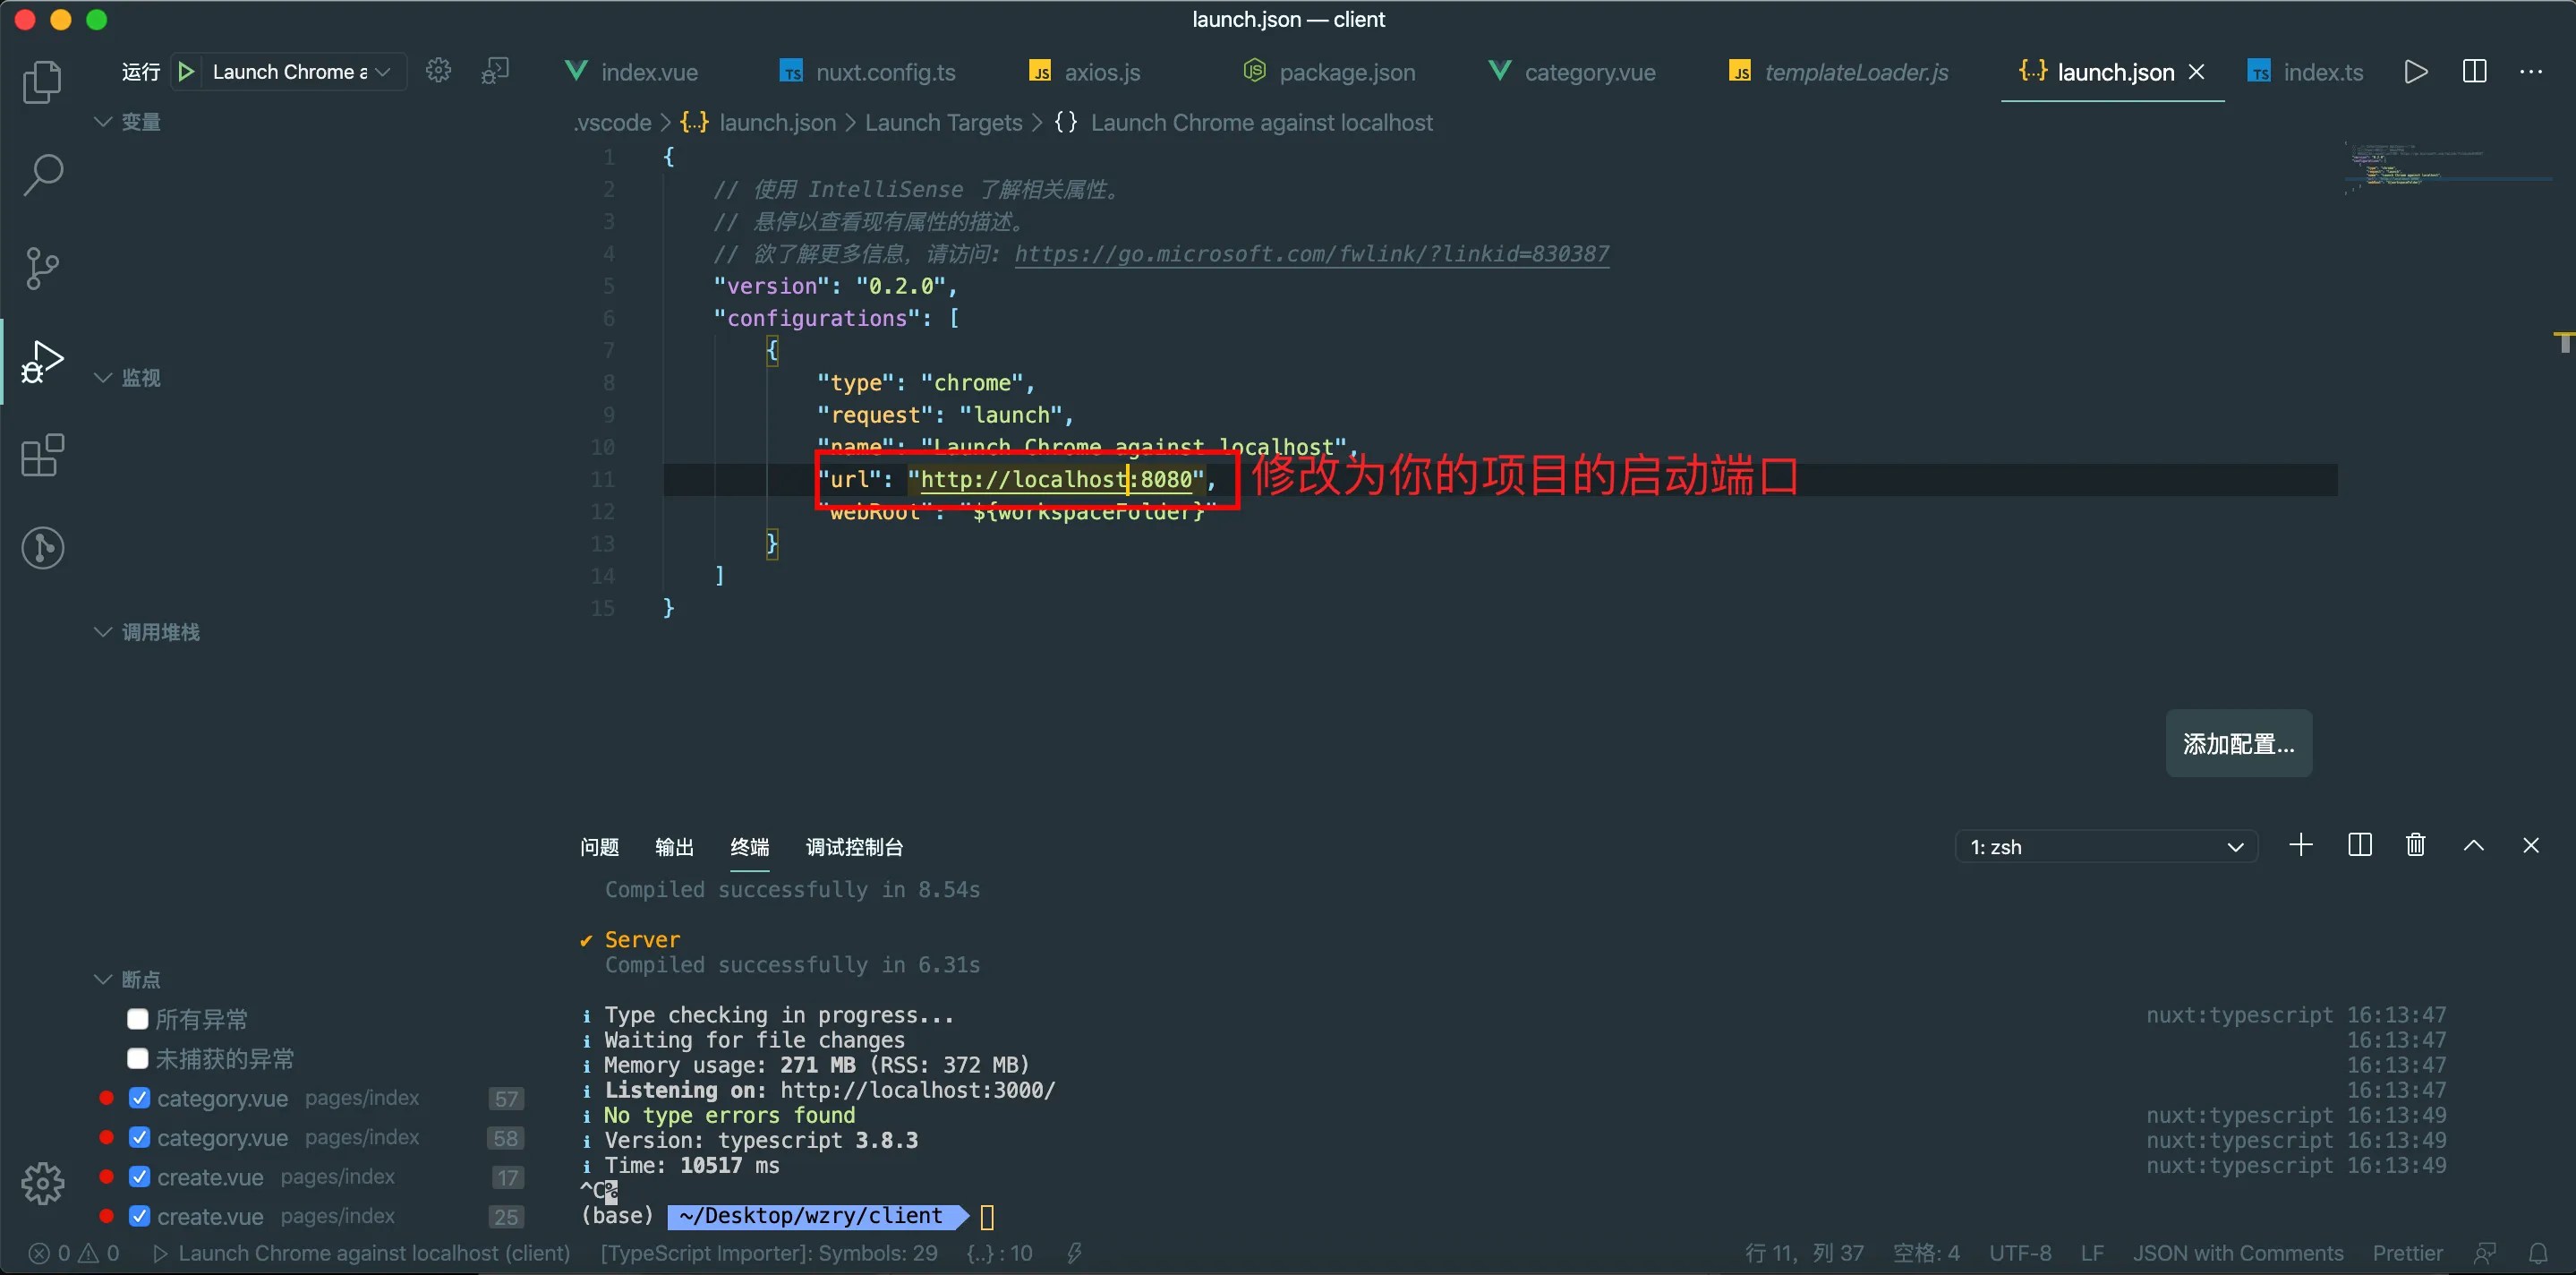 launch.json — client
运行 Launch Chrome a
index.vue nuxt.config.ts axios.js package.json category.vue templateLoader.js launch.json index.ts
.vscode > {..} launch.json > Launch Targets > {} Launch Chrome against localhost
变量
监视
调用堆栈
断点
所有异常
未捕获的异常
category.vue pages/index 57
category.vue pages/index 58
create.vue pages/index 17
create.vue pages/index 25
1 {
2 // 使用 IntelliSense 了解相关属性。
3 // 悬停以查看现有属性的描述。
4 // 欲了解更多信息，请访问: https://go.microsoft.com/fwlink/?linkid=830387
5 "version": "0.2.0",
6 "configurations": [
7 {
8 "type": "chrome",
9 "request": "launch",
10 "name": "Launch Chrome against localhost",
11 "url": "http://localhost:8080", 修改为你的项目的启动端口
12 "webRoot": "${workspaceFolder}"
13 }
14 ]
15 }
添加配置...
问题 输出 终端 调试控制台 1: zsh
Compiled successfully in 8.54s
✔ Server
Compiled successfully in 6.31s
ℹ Type checking in progress... nuxt:typescript 16:13:47
ℹ Waiting for file changes 16:13:47
ℹ Memory usage: 271 MB (RSS: 372 MB) 16:13:47
ℹ Listening on: http://localhost:3000/ 16:13:47
ℹ No type errors found nuxt:typescript 16:13:49
ℹ Version: typescript 3.8.3 nuxt:typescript 16:13:49
ℹ Time: 10517 ms nuxt:typescript 16:13:49
^C%
(base) ~/Desktop/wzry/client
0 0 Launch Chrome against localhost (client) [TypeScript Importer]: Symbols: 29 {..} : 10 行 11，列 37 空格: 4 UTF-8 LF JSON with Comments Prettier